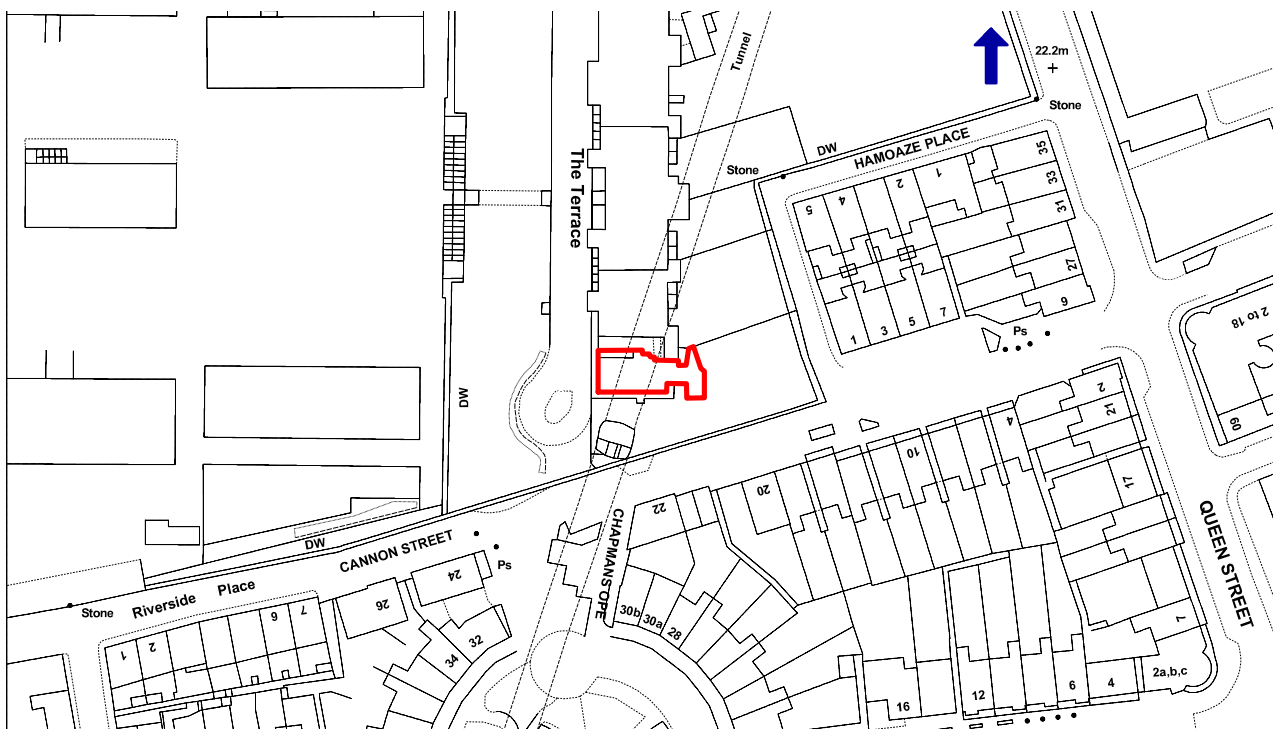 Tunnel
22.2m
Stone
DW
HAMOAZE PLACE
Stone
The Terrace
5
4
2
1
35
33
31
27
9
1
3
5
7
Ps
2 to 18
60
DW
2
21
17
4
10
20
22
QUEEN STREET
CHAPMANS OPE
DW
CANNON STREET
Ps
24
26
Stone
Riverside Place
1
2
6
7
30b
30a
28
32
34
7
2a,b,c
4
6
12
16